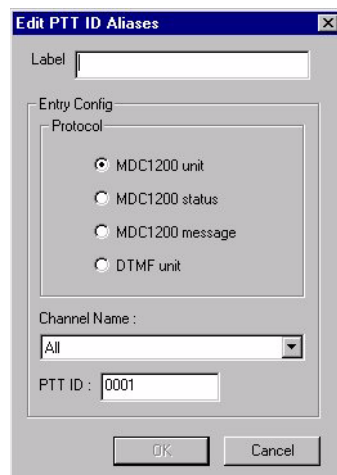 Edit PTT ID Aliases
Label
Entry Config
Protocol
MDC1200 unit
MDC1200 status
MDC1200 message
DTMF unit
Channel Name :
All
PTT ID : 0001
OK Cancel